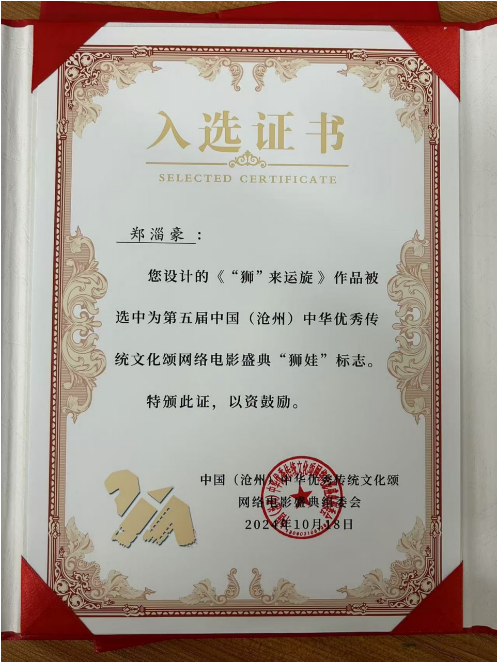 入选证书
SELECTED CERTIFICATE
郑淄豪：
您设计的《“狮”来运旋》作品被
选中为第五届中国（沧州）中华优秀传
统文化颂网络电影盛典“狮娃”标志。
特颁此证，以资鼓励。
中国（沧州）中华优秀传统文化颂
网络电影盛典组委会
2024年10月18日